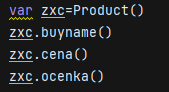 var zxc=Product()
zxc.buyname()
zxc.cena()
zxc.ocenka()